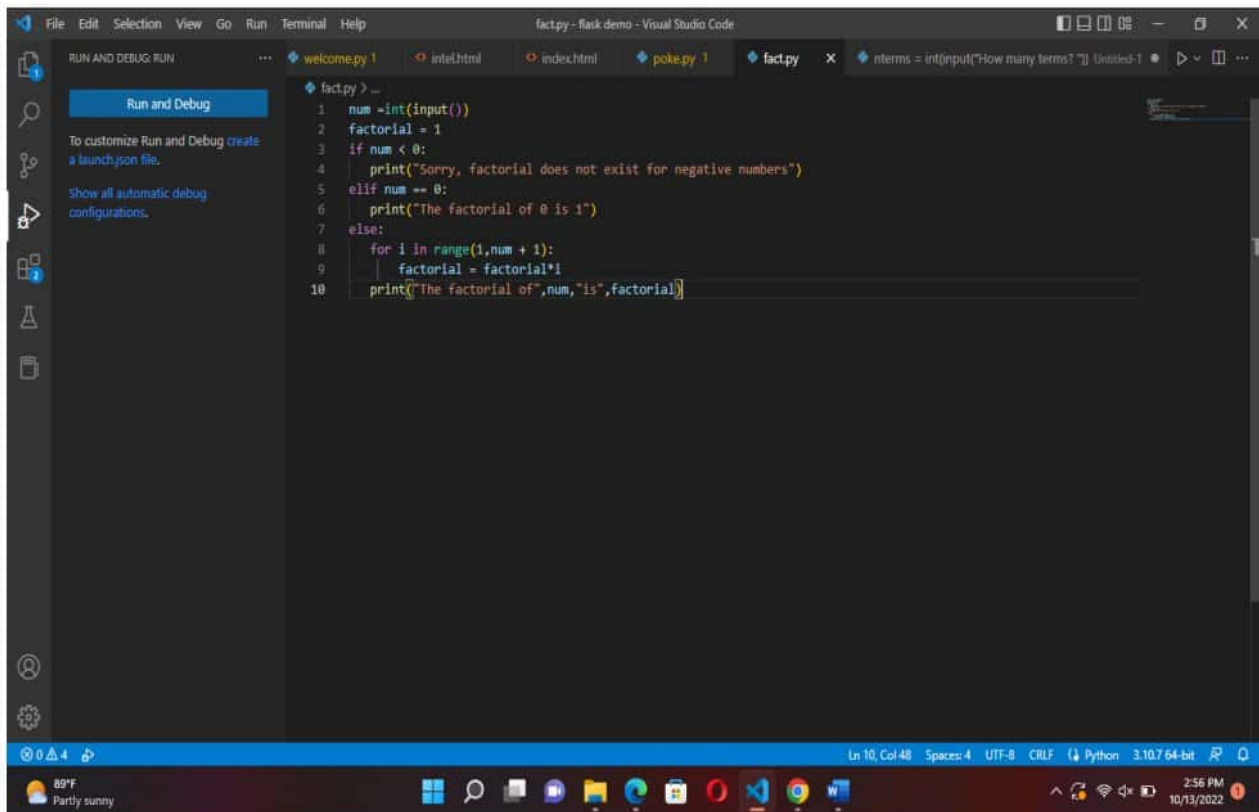 File Edit Selection View Go Run Terminal Help fact.py - flask demo - Visual Studio Code
RUN AND DEBUG: RUN ... welcome.py 1 intel.html index.html poke.py 1 fact.py nterms = int(input("How many terms? ")) Untitled-1
fact.py > ...
Run and Debug
To customize Run and Debug create
a launch.json file.
Show all automatic debug
configurations.
1 num =int(input())
2 factorial = 1
3 if num < 0:
4 print("Sorry, factorial does not exist for negative numbers")
5 elif num == 0:
6 print("The factorial of 0 is 1")
7 else:
8 for i in range(1,num + 1):
9 factorial = factorial*i
10 print("The factorial of",num,"is",factorial)
1
2
0 4 Ln 10, Col 48 Spaces: 4 UTF-8 CRLF Python 3.10.7 64-bit
89°F
Partly sunny
2:56 PM
10/13/2022
1